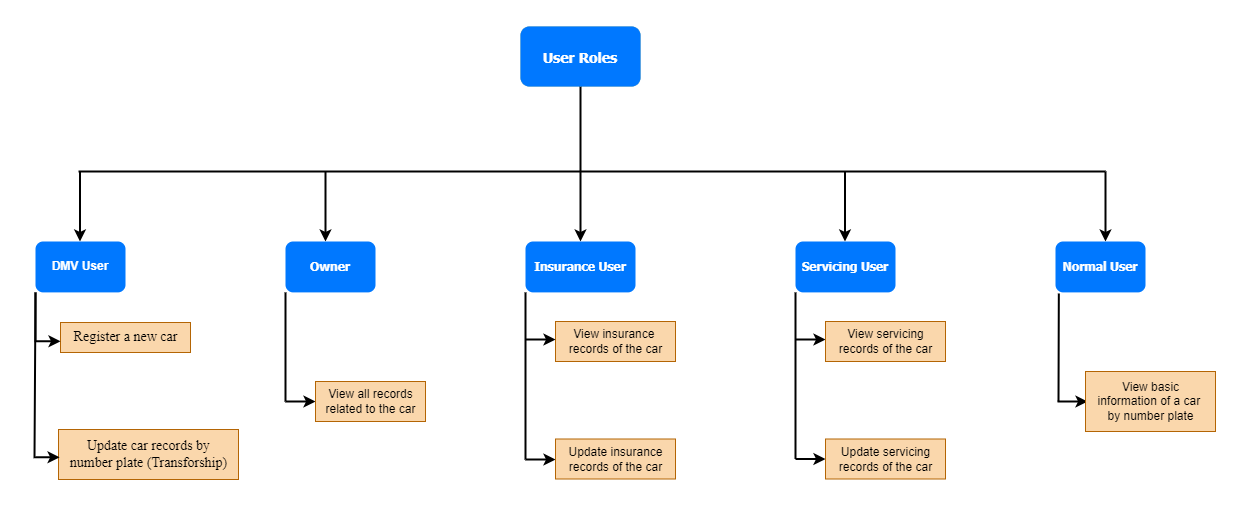 User Roles
DMV User
Owner
Insurance User
Servicing User
Normal User
Register a new car
View insurance
records of the car
View servicing
records of the car
View all records
related to the car
View basic
information of a car
by number plate
Update car records by
number plate (Transforship)
Update insurance
records of the car
Update servicing
records of the car